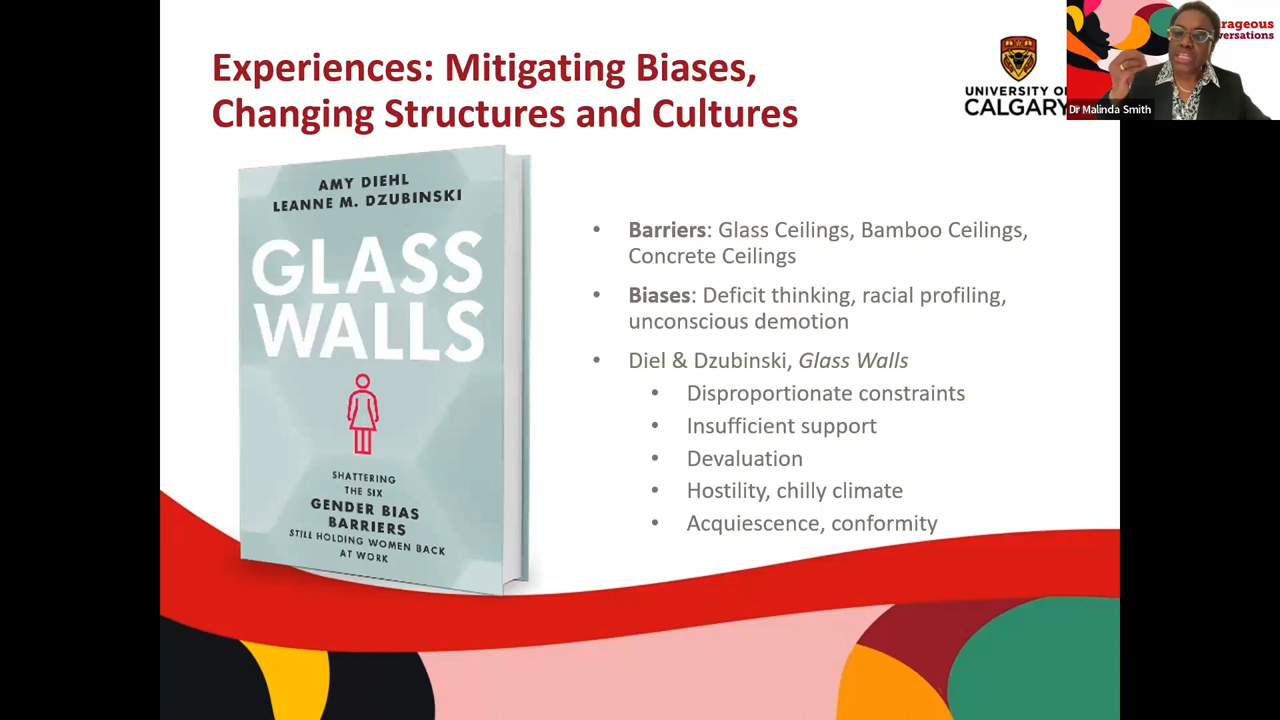 Experiences: Mitigating Biases,
Changing Structures and Cultures
UNIVERSITY O
CALGARY
rageous
versations
Dr Malinda Smith
AMY DIEHL
LEANNE M. DZUBINSKI
GLASS
WALLS
SHATTERING
THE SIX
GENDER BIAS
BARRIERS
STILL HOLDING WOMEN BACK
AT WORK
• Barriers: Glass Ceilings, Bamboo Ceilings,
Concrete Ceilings
• Biases: Deficit thinking, racial profiling,
unconscious demotion
• Diel & Dzubinski, Glass Walls
• Disproportionate constraints
• Insufficient support
• Devaluation
• Hostility, chilly climate
• Acquiescence, conformity